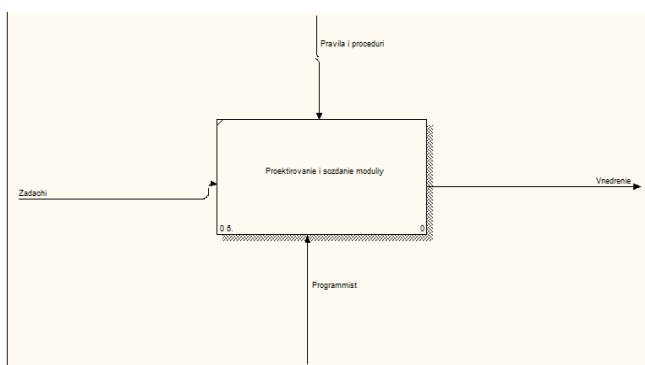 Pravila i proceduri
Proektirovanie i sozdanie moduliy
Zadachi
Vnedrenie
0 р.
0
Programmist